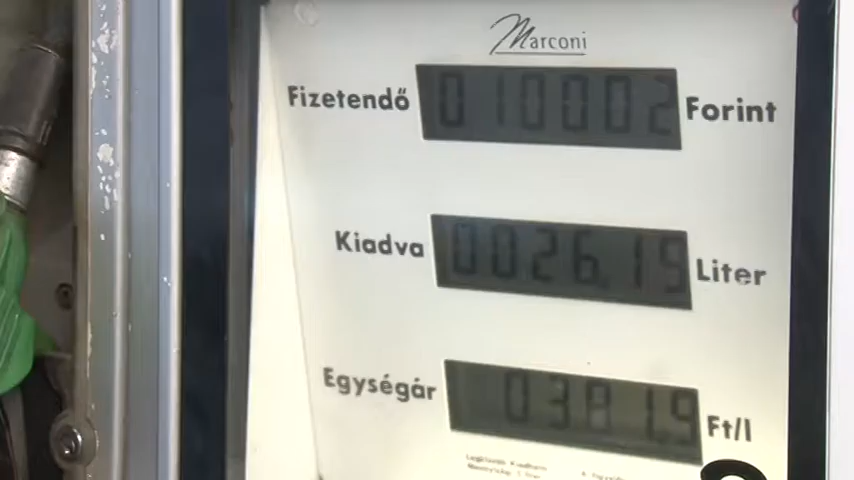 Marconi
Fizetendő 010002 Forint
Kiadva 0026.19 Liter
Egységár 0381.9 Ft/l